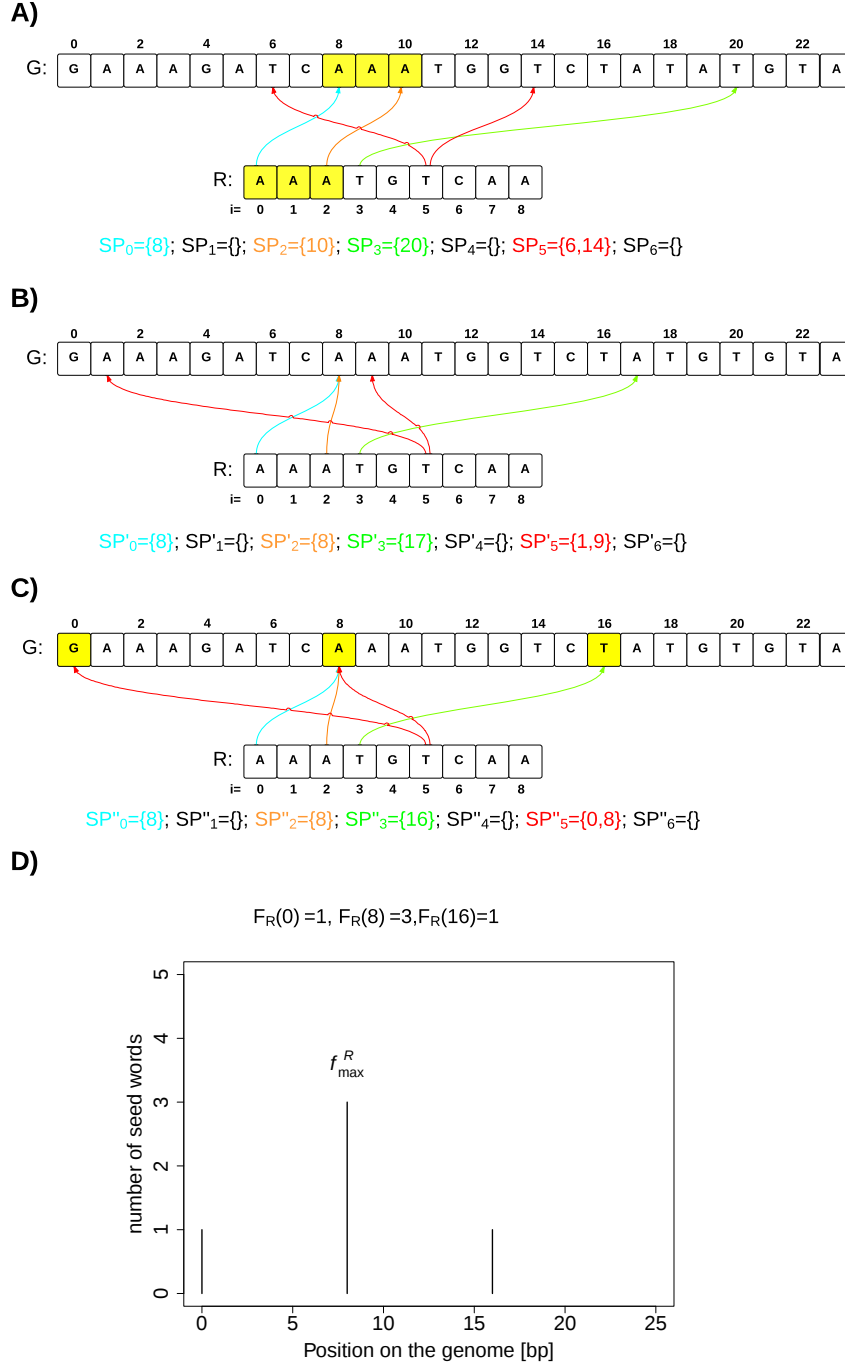 A)
0 2 4 6 8 10 12 14 16 18 20 22
G: G A A A G A T C A A A T G G T C T A T A T G T A
R: A A A T G T C A A
i= 0 1 2 3 4 5 6 7 8
SP0={8}; SP1={}; SP2={10}; SP3={20}; SP4={}; SP5={6,14}; SP6={}
B)
0 2 4 6 8 10 12 14 16 18 20 22
G: G A A A G A T C A A A T G G T C T A T G T G T A
R: A A A T G T C A A
i= 0 1 2 3 4 5 6 7 8
SP'0={8}; SP'1={}; SP'2={8}; SP'3={17}; SP'4={}; SP'5={1,9}; SP'6={}
C)
0 2 4 6 8 10 12 14 16 18 20 22
G: G A A A G A T C A A A T G G T C T A T G T G T A
R: A A A T G T C A A
i= 0 1 2 3 4 5 6 7 8
SP"0={8}; SP"1={}; SP"2={8}; SP"3={16}; SP"4={}; SP"5={0,8}; SP"6={}
D)
FR(0) =1, FR(8) =3,FR(16)=1
number of seed words
5
4
3
2
1
0
f R max
0 5 10 15 20 25
Position on the genome [bp]